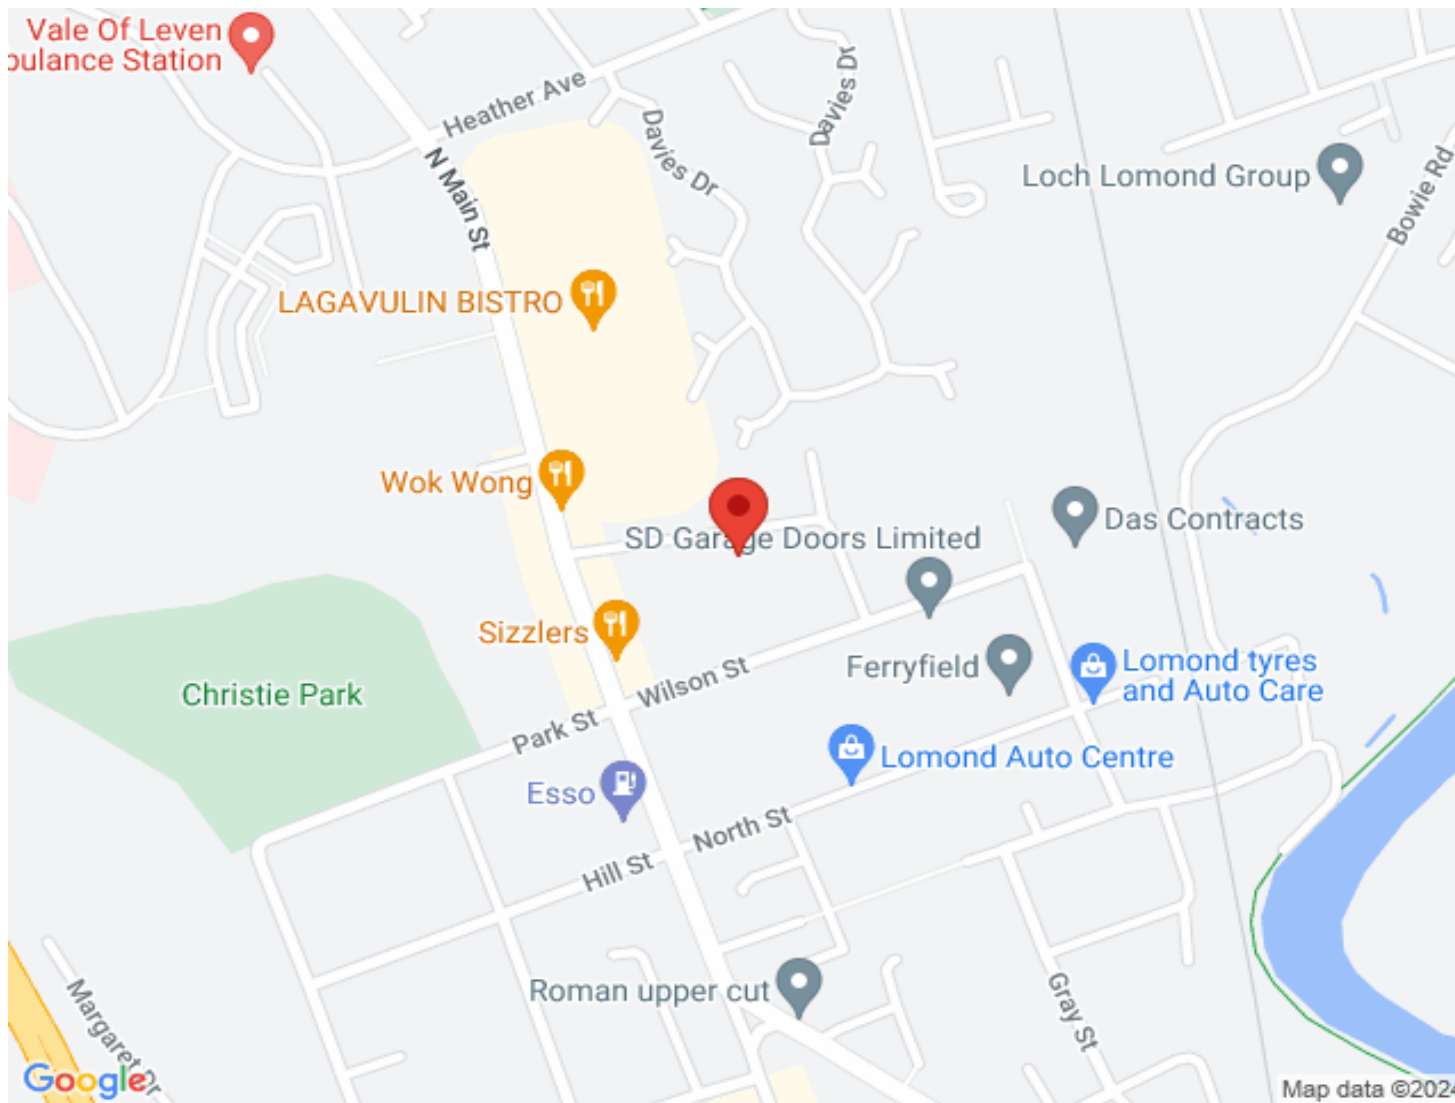 Vale Of Leven
bulance Station
Heather Ave
Davies Dr
Davies Dr
N Main St
Loch Lomond Group
Bowie Rd
LAGAVULIN BISTRO
Wok Wong
SD Garage Doors Limited
Das Contracts
Sizzlers
Wilson St
Ferryfield
Lomond tyres
and Auto Care
Christie Park
Park St
Lomond Auto Centre
Esso
North St
Hill St
Roman upper cut
Gray St
Margaret Dr
Google
Map data ©2024